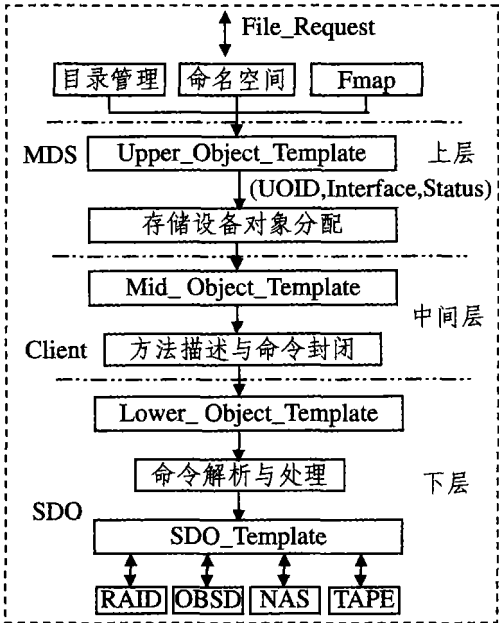 File_Request
目录管理 命名空间 Fmap
MDS Upper_Object_Template 上层
(UOID,Interface,Status)
存储设备对象分配
Mid_ Object_Template
中间层
Client 方法描述与命令封闭
Lower_ Object_Template
命令解析与处理 下层
SDO
SDO_Template
RAID OBSD NAS TAPE